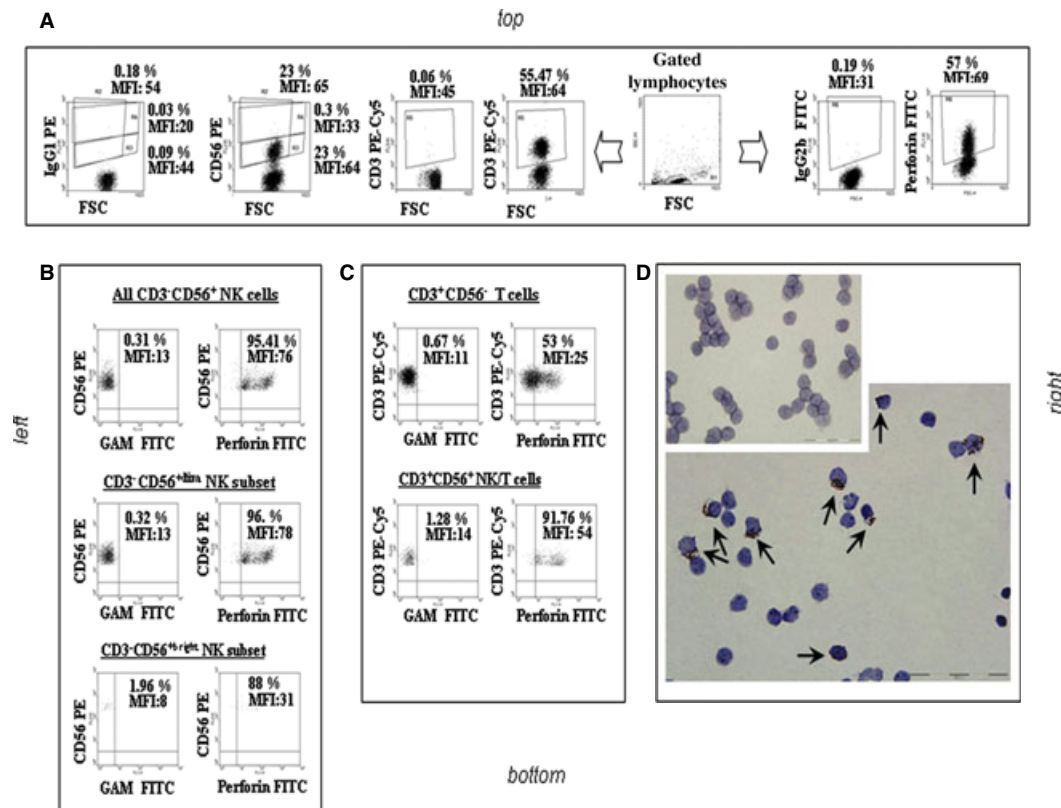 top
A
0.18 %
MFI: 54
0.03 %
MFI:20
0.09 %
MFI:44
IgG1 PE
FSC
23 %
MFI: 65
0.3 %
MFI:33
23 %
MFI:64
CD56 PE
FSC
0.06 %
MFI:45
CD3 PE-Cy5
FSC
55.47 %
MFI:64
CD3 PE-Cy5
FSC
Gated
lymphocytes
FSC
0.19 %
MFI:31
IgG2b FITC
57 %
MFI:69
Perforin FITC
left
right
B
All CD3-CD56+ NK cells
0.31 %
MFI:13
CD56 PE
GAM FITC
95.41 %
MFI:76
CD56 PE
Perforin FITC
CD3- CD56+dim NK subset
0.32 %
MFI:13
CD56 PE
GAM FITC
96. %
MFI:78
CD56 PE
Perforin FITC
CD3-CD56+bright NK subset
1.96 %
MFI:8
CD56 PE
GAM FITC
88 %
MFI:31
CD56 PE
Perforin FITC
C
CD3+CD56- T cells
0.67 %
MFI:11
CD3 PE-Cy5
GAM FITC
53 %
MFI:25
CD3 PE-Cy5
Perforin FITC
CD3+CD56+ NK/T cells
1.28 %
MFI:14
CD3 PE-Cy5
GAM FITC
91.76 %
MFI: 54
CD3 PE-Cy5
Perforin FITC
D
bottom